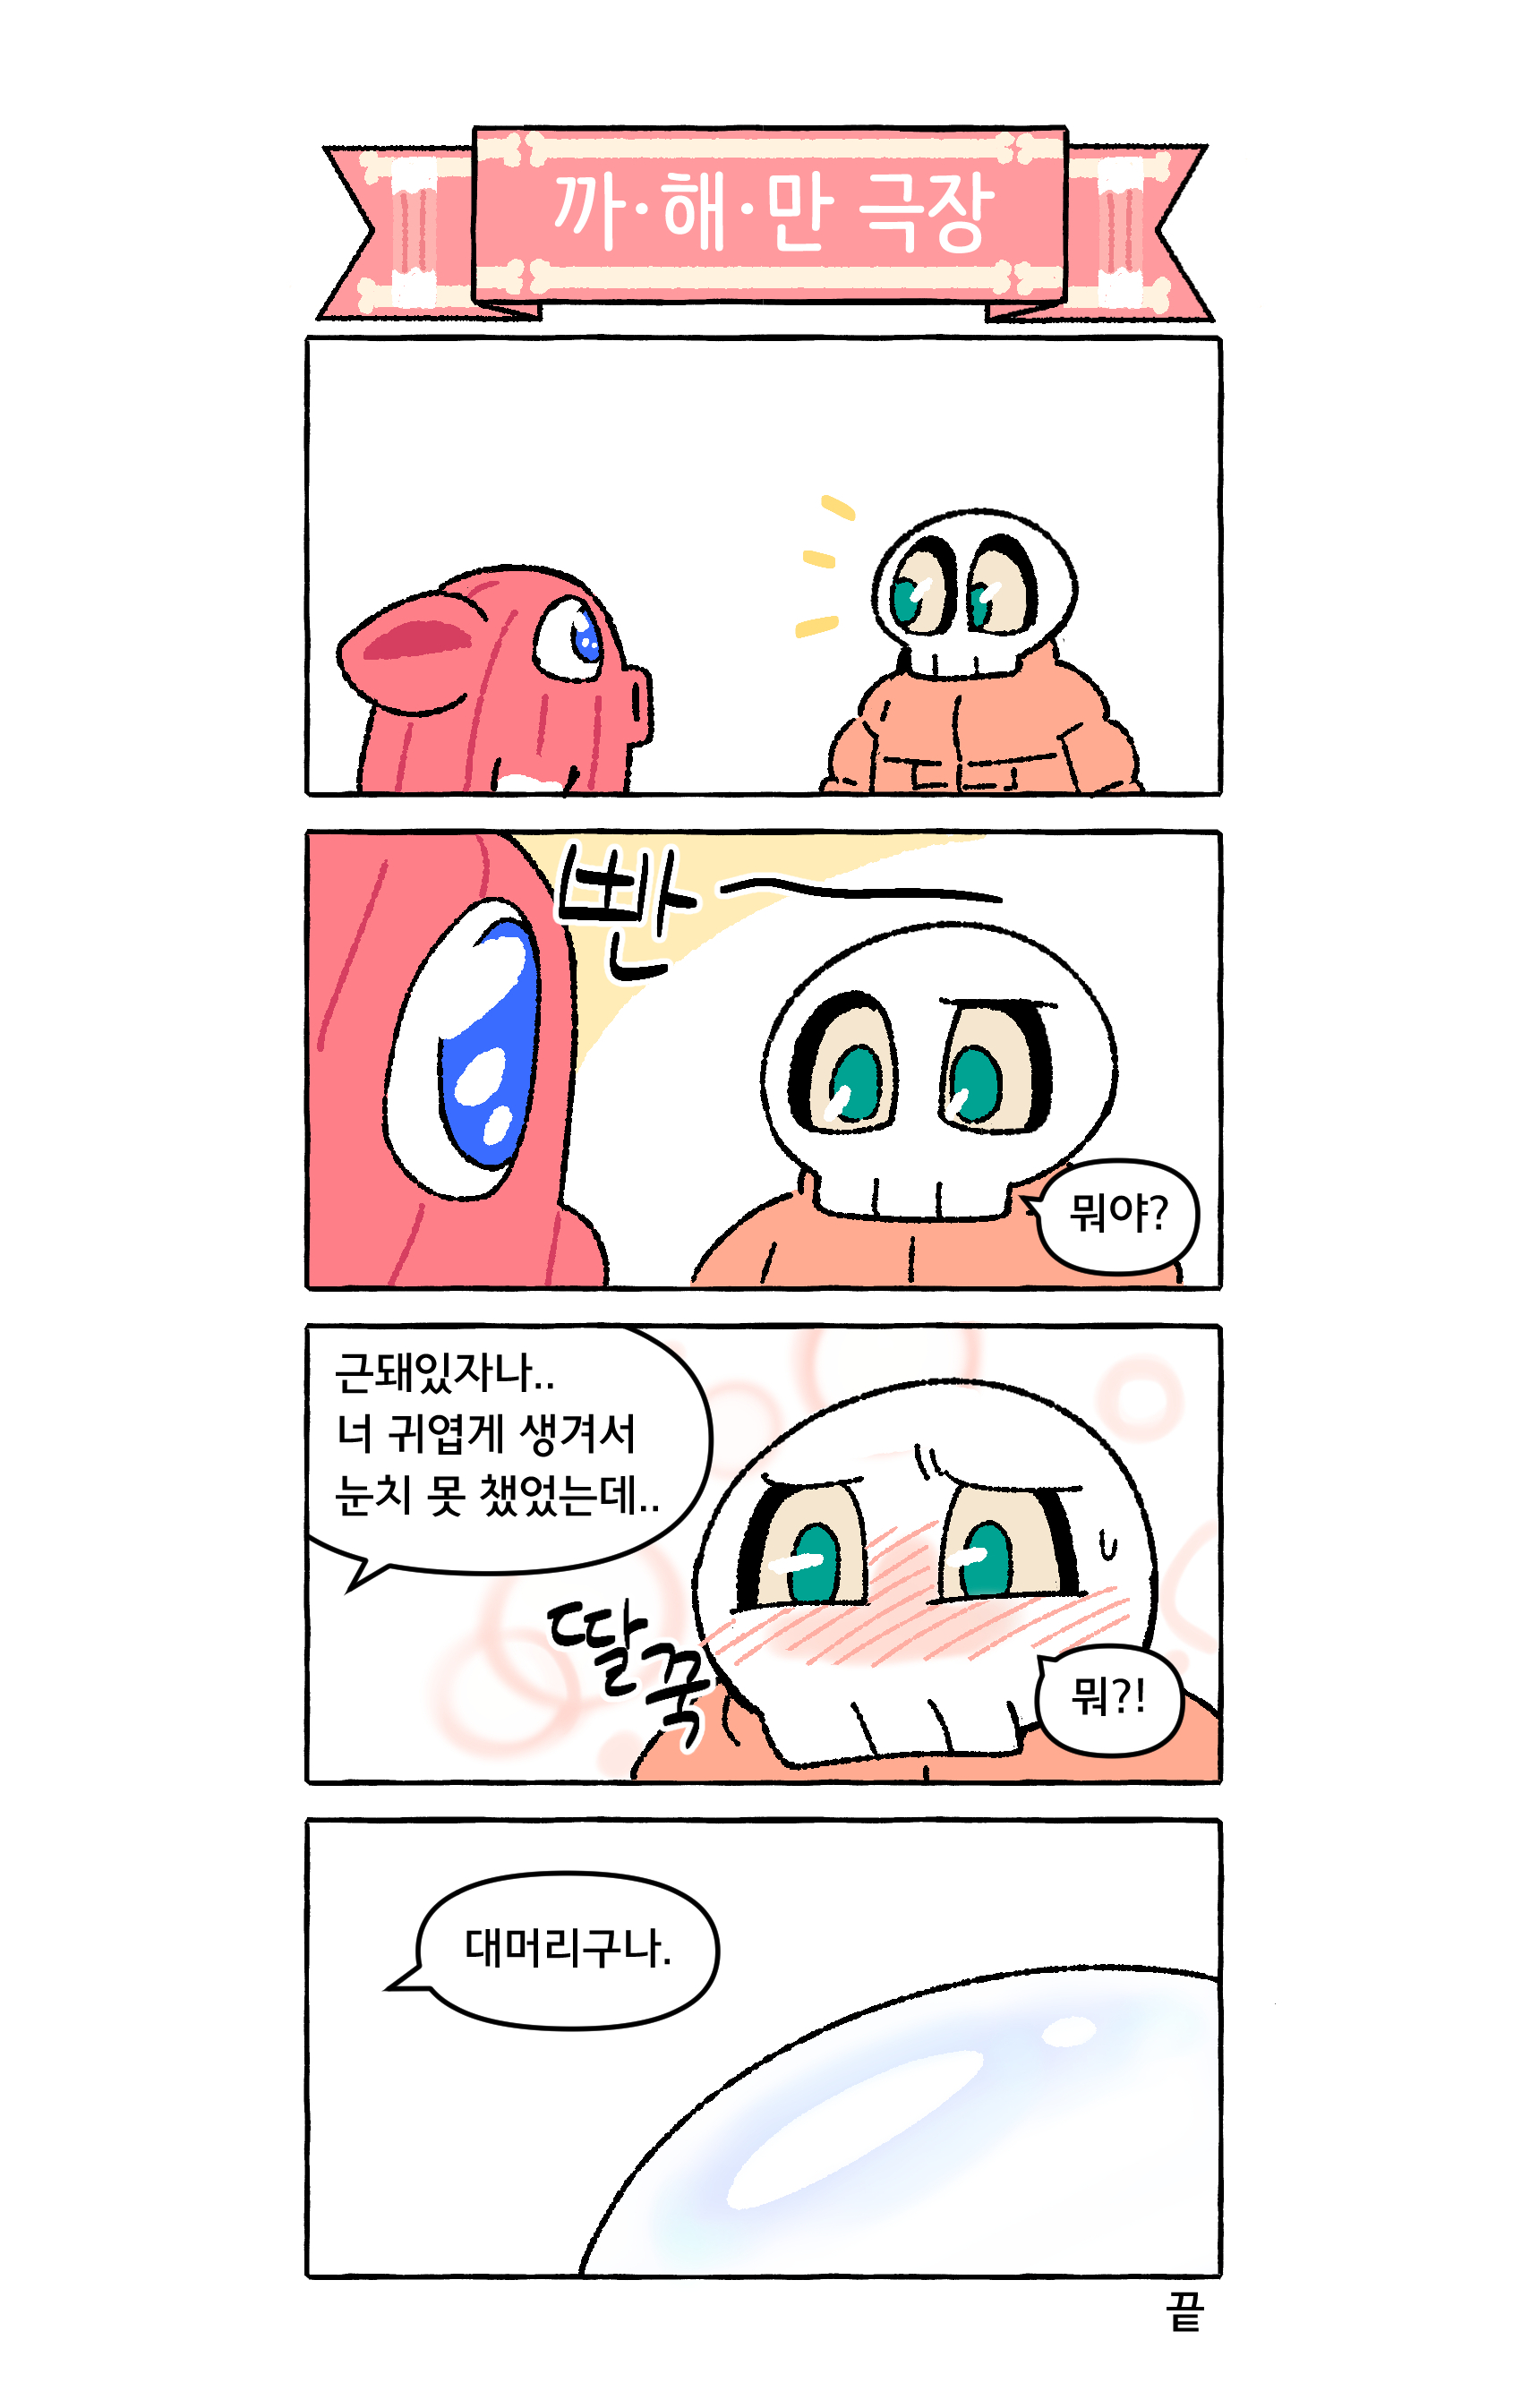 까·해·만 극장
빤
뭐야?
근돼있자나..
너 귀엽게 생겨서
눈치 못 챘었는데..
딸꾹
뭐?!
대머리구나.
끝